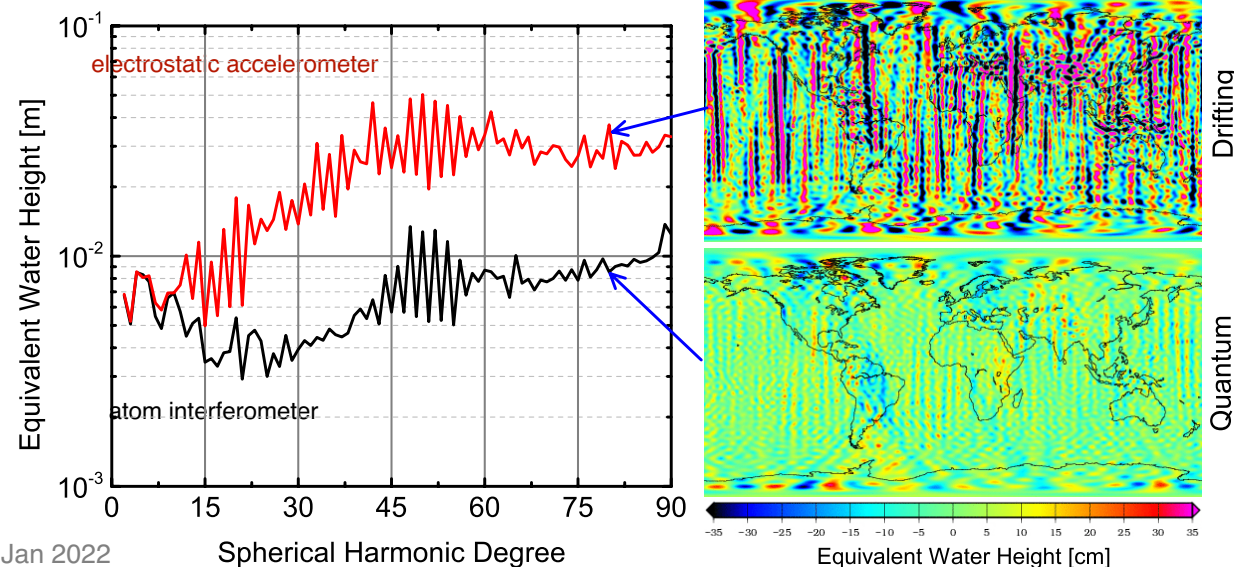 10⁻¹
electrostatic accelerometer
Equivalent Water Height [m]
10⁻²
atom interferometer
10⁻³
0 15 30 45 60 75 90
Spherical Harmonic Degree
Jan 2022
Drifting
Quantum
−35 −30 −25 −20 −15 −10 −5 0 5 10 15 20 25 30 35
Equivalent Water Height [cm]